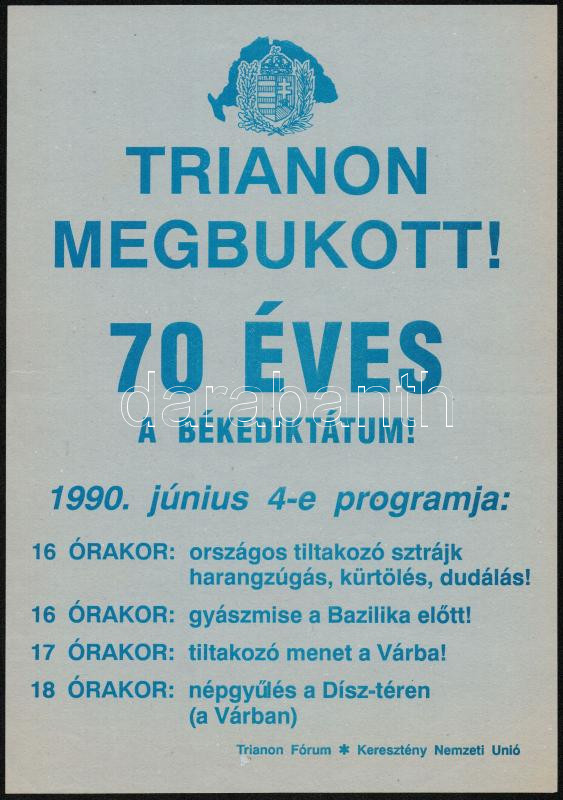 TRIANON
MEGBUKOTT!
70 ÉVES
darabanth
A BÉKEDIKTÁTUM!
1990. június 4-e programja:
16 ÓRAKOR: országos tiltakozó sztrájk
harangzúgás, kürtölés, dudálás!
16 ÓRAKOR: gyászmise a Bazilika előtt!
17 ÓRAKOR: tiltakozó menet a Várba!
18 ÓRAKOR: népgyűlés a Dísz-téren
(a Várban)
Trianon Fórum ✱ Keresztény Nemzeti Unió